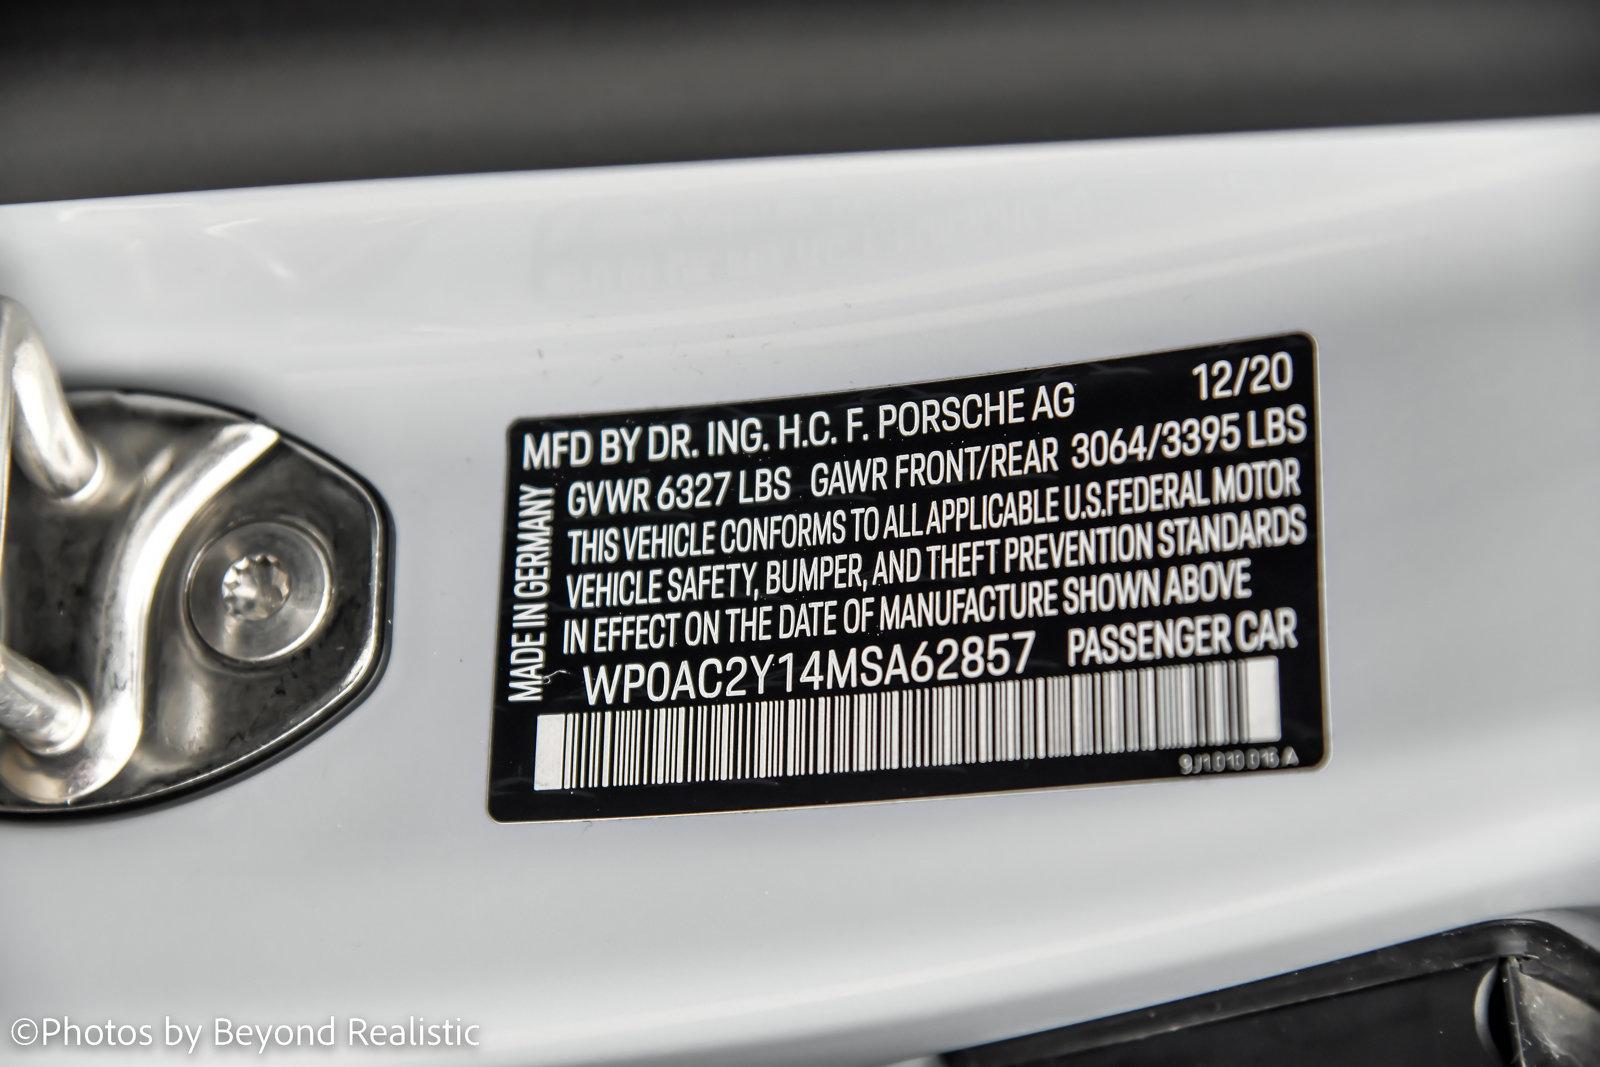 MFD BY DR. ING. H.C. F. PORSCHE AG 12/20
GVWR 6327 LBS GAWR FRONT/REAR 3064/3395 LBS
THIS VEHICLE CONFORMS TO ALL APPLICABLE U.S.FEDERAL MOTOR
VEHICLE SAFETY, BUMPER, AND THEFT PREVENTION STANDARDS
IN EFFECT ON THE DATE OF MANUFACTURE SHOWN ABOVE
WP0AC2Y14MSA62857 PASSENGER CAR
MADE IN GERMANY
©Photos by Beyond Realistic